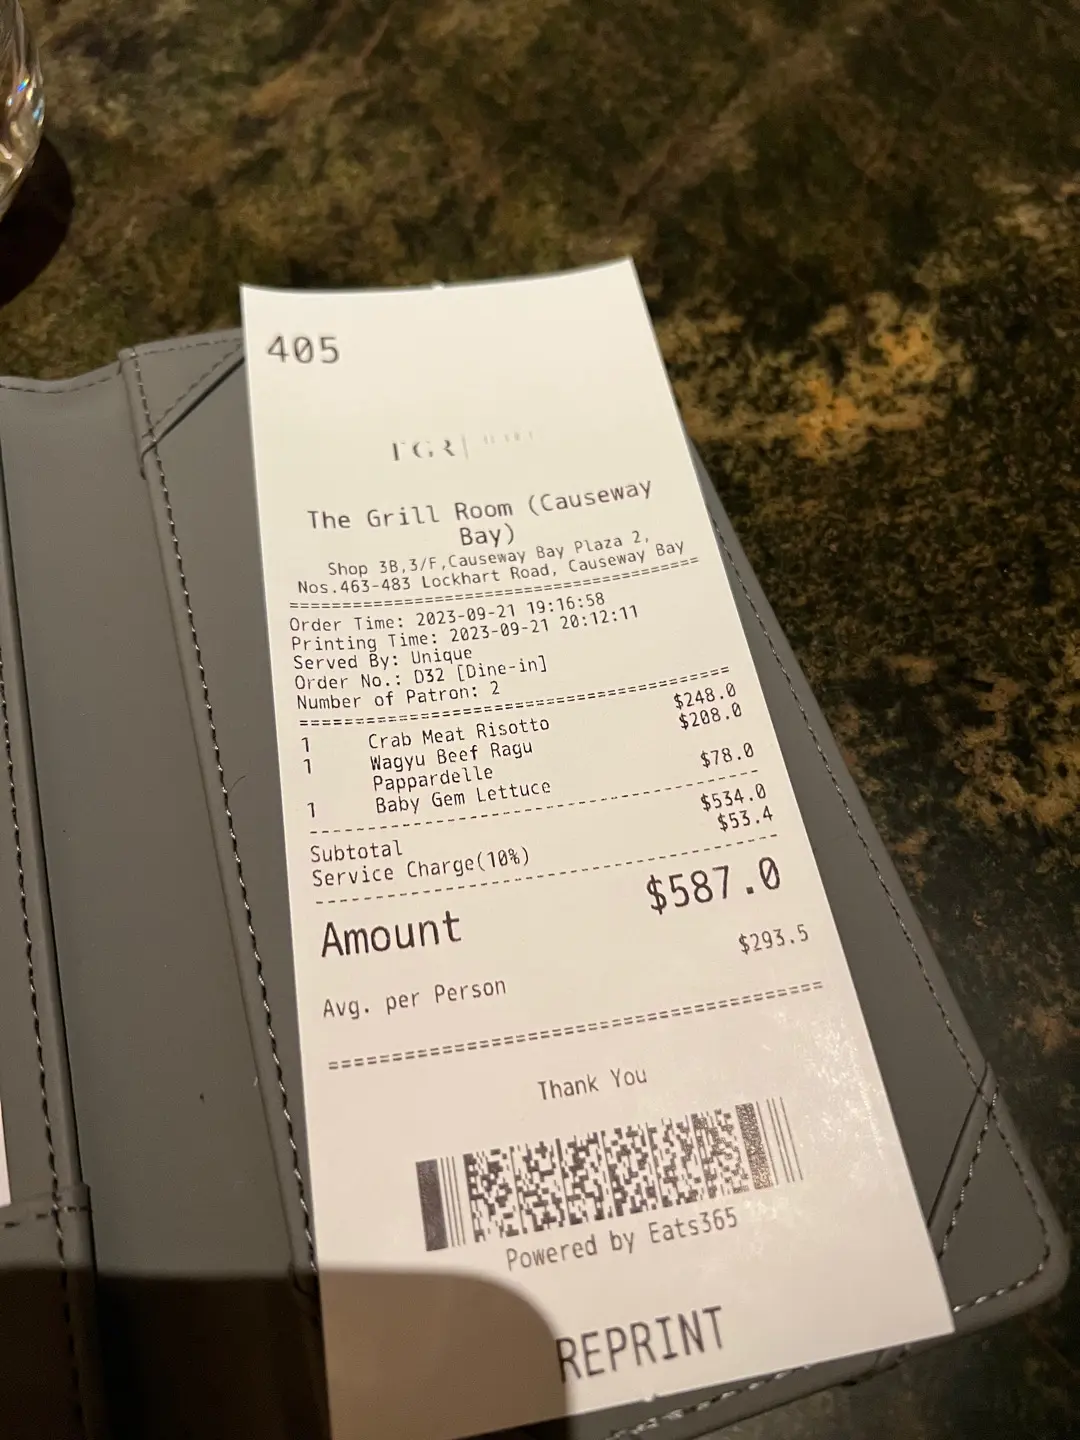 405
The Grill Room (Causeway
Bay)
Shop 3B,3/F,Causeway Bay Plaza 2,
Nos.463-483 Lockhart Road, Causeway Bay
Order Time: 2023-09-21 19:16:58
Printing Time: 2023-09-21 20:12:11
Served By: Unique
Order No.: D32 [Dine-in]
Number of Patron: 2
1 Crab Meat Risotto $248.0
1 Wagyu Beef Ragu $208.0
Pappardelle
1 Baby Gem Lettuce $78.0
Subtotal $534.0
Service Charge(10%) $53.4
Amount $587.0
Avg. per Person $293.5
Thank You
Powered by Eats365
REPRINT